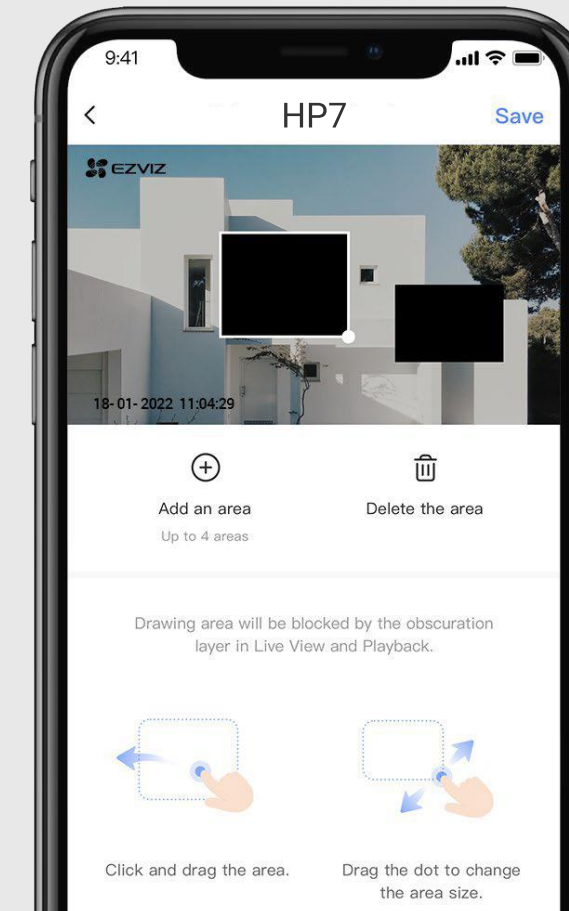 9:41
HP7
Save
EZVIZ
18-01-2022 11:04:29
Add an area
Delete the area
Up to 4 areas
Drawing area will be blocked by the obscuration
layer in Live View and Playback.
Click and drag the area.
Drag the dot to change
the area size.